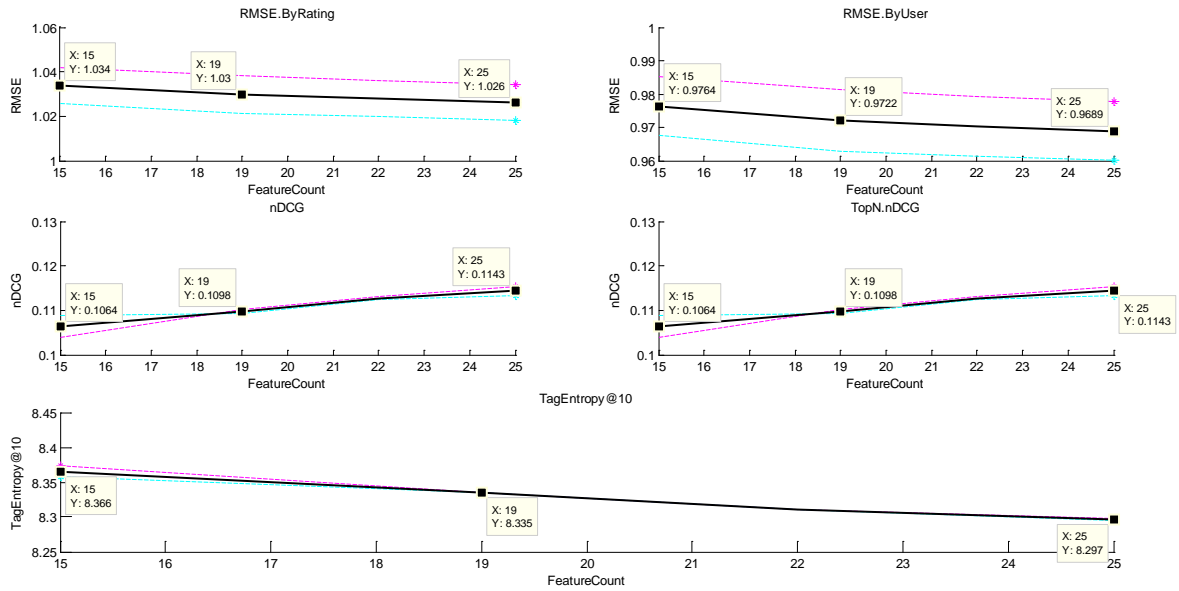 RMSE.ByRating
1.06
1.04
1.02
1
RMSE
X: 15
Y: 1.034
X: 19
Y: 1.03
X: 25
Y: 1.026
15 16 17 18 19 20 21 22 23 24 25
FeatureCount
RMSE.ByUser
1
0.99
0.98
0.97
0.96
RMSE
X: 15
Y: 0.9764
X: 19
Y: 0.9722
X: 25
Y: 0.9689
15 16 17 18 19 20 21 22 23 24 25
FeatureCount
nDCG
0.13
0.12
0.11
0.1
nDCG
X: 15
Y: 0.1064
X: 19
Y: 0.1098
X: 25
Y: 0.1143
15 16 17 18 19 20 21 22 23 24 25
FeatureCount
TopN.nDCG
0.13
0.12
0.11
0.1
nDCG
X: 15
Y: 0.1064
X: 19
Y: 0.1098
X: 25
Y: 0.1143
15 16 17 18 19 20 21 22 23 24 25
FeatureCount
TagEntropy@10
8.45
8.4
8.35
8.3
8.25
TagEntropy@10
X: 15
Y: 8.366
X: 19
Y: 8.335
X: 25
Y: 8.297
15 16 17 18 19 20 21 22 23 24 25
FeatureCount